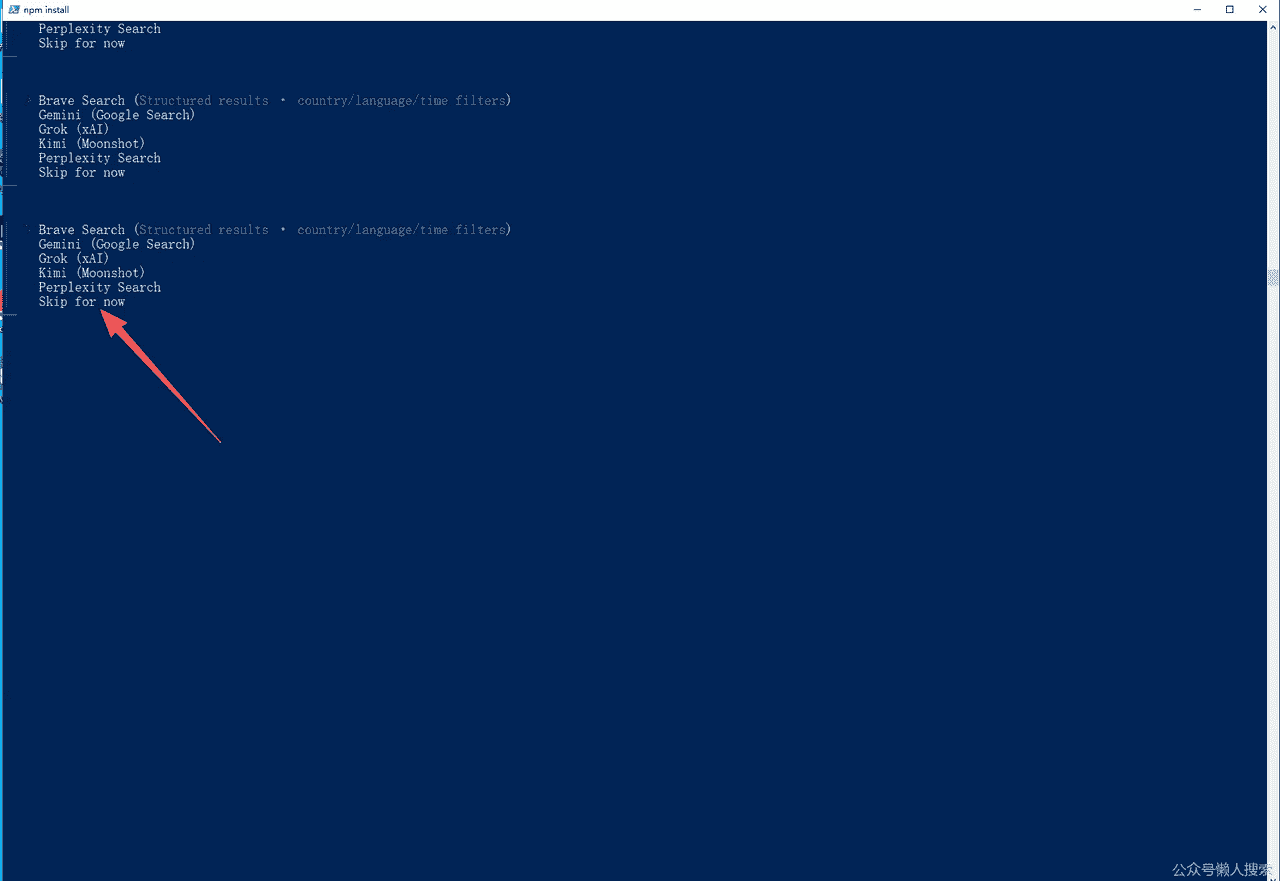 npm install
Perplexity Search
Skip for now
Brave Search (Structured results • country/language/time filters)
Gemini (Google Search)
Grok (xAI)
Kimi (Moonshot)
Perplexity Search
Skip for now
Brave Search (Structured results • country/language/time filters)
Gemini (Google Search)
Grok (xAI)
Kimi (Moonshot)
Perplexity Search
Skip for now
公众号懒人搜索